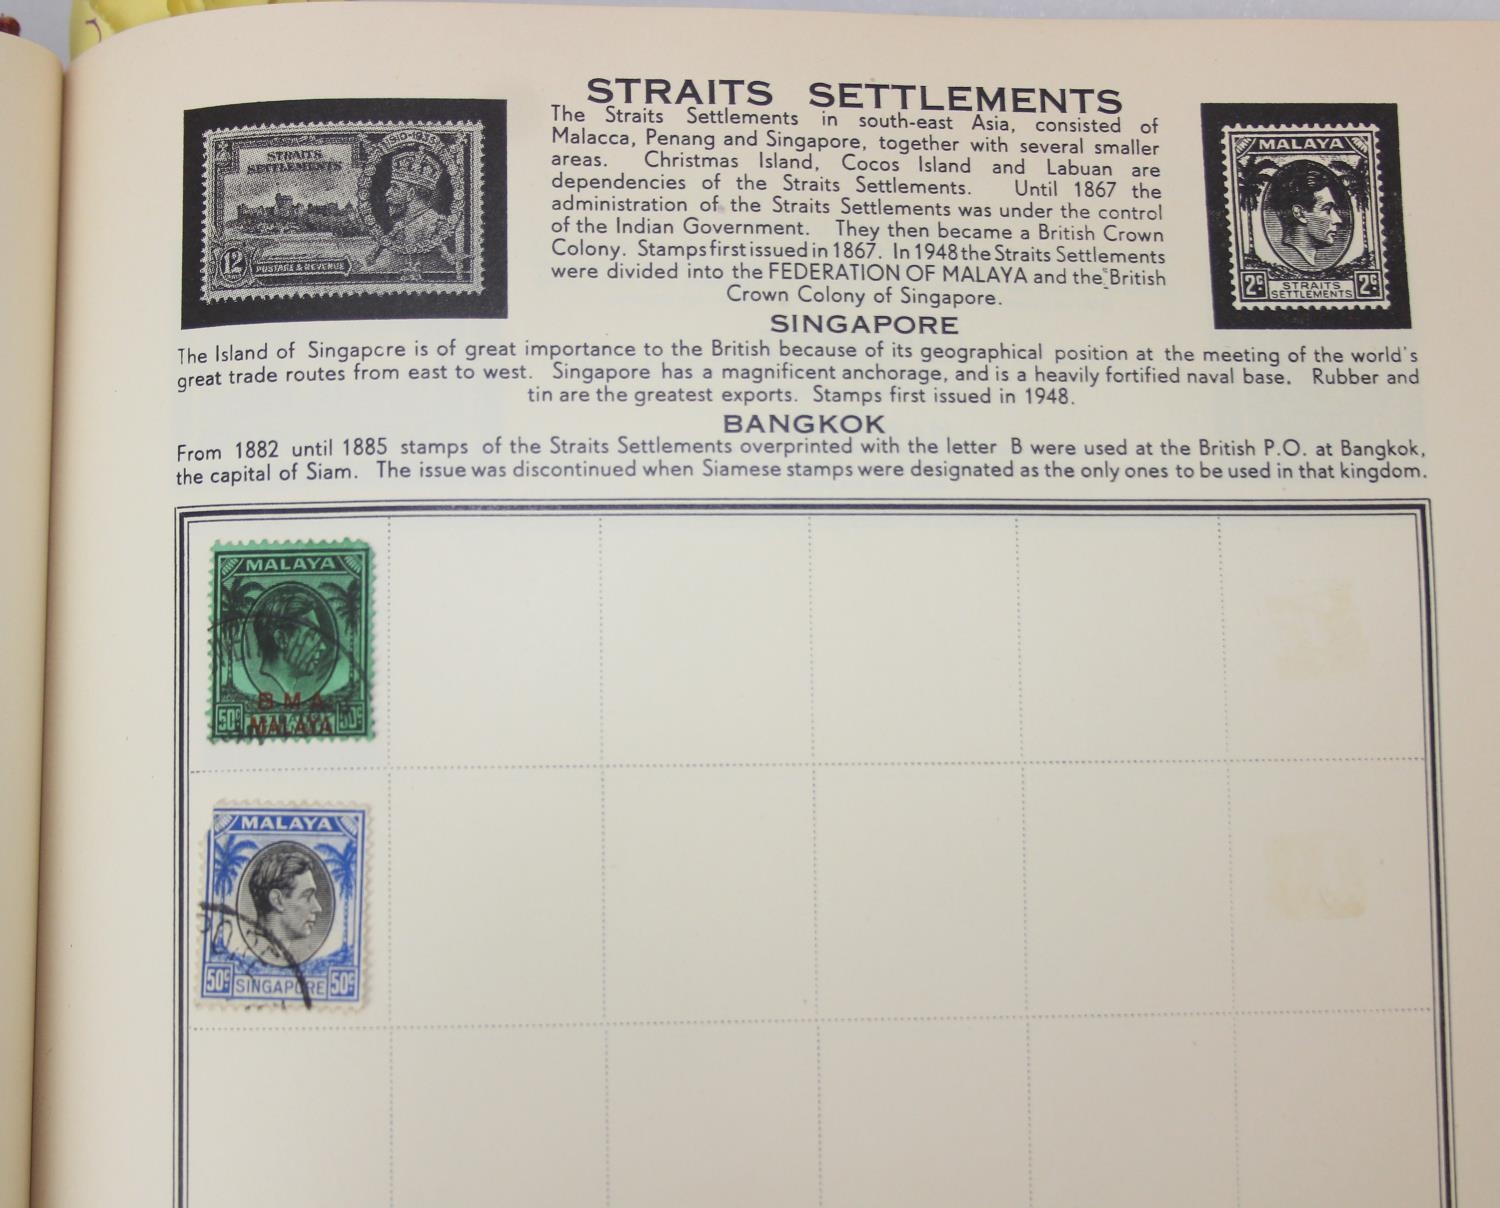 STRAITS SETTLEMENTS
The Straits Settlements in south-east Asia, consisted of
Malacca, Penang and Singapore, together with several smaller
areas. Christmas Island, Cocos Island and Labuan are
dependencies of the Straits Settlements. Until 1867 the
administration of the Straits Settlements was under the control
of the Indian Government. They then became a British Crown
Colony. Stamps first issued in 1867. In 1948 the Straits Settlements
were divided into the FEDERATION OF MALAYA and the British
Crown Colony of Singapore.
1910-1935
STRAITS
SETTLEMENTS
12
POSTAGE & REVENUE
MALAYA
2c STRAITS SETTLEMENTS 2c
SINGAPORE
The Island of Singapcre is of great importance to the British because of its geographical position at the meeting of the world's
great trade routes from east to west. Singapore has a magnificent anchorage, and is a heavily fortified naval base. Rubber and
tin are the greatest exports. Stamps first issued in 1948.
BANGKOK
From 1882 until 1885 stamps of the Straits Settlements overprinted with the letter B were used at the British P.O. at Bangkok,
the capital of Siam. The issue was discontinued when Siamese stamps were designated as the only ones to be used in that kingdom.
MALAYA
B M A.
50c MALAYA 50c
MALAYA
50c SINGAPORE 50c